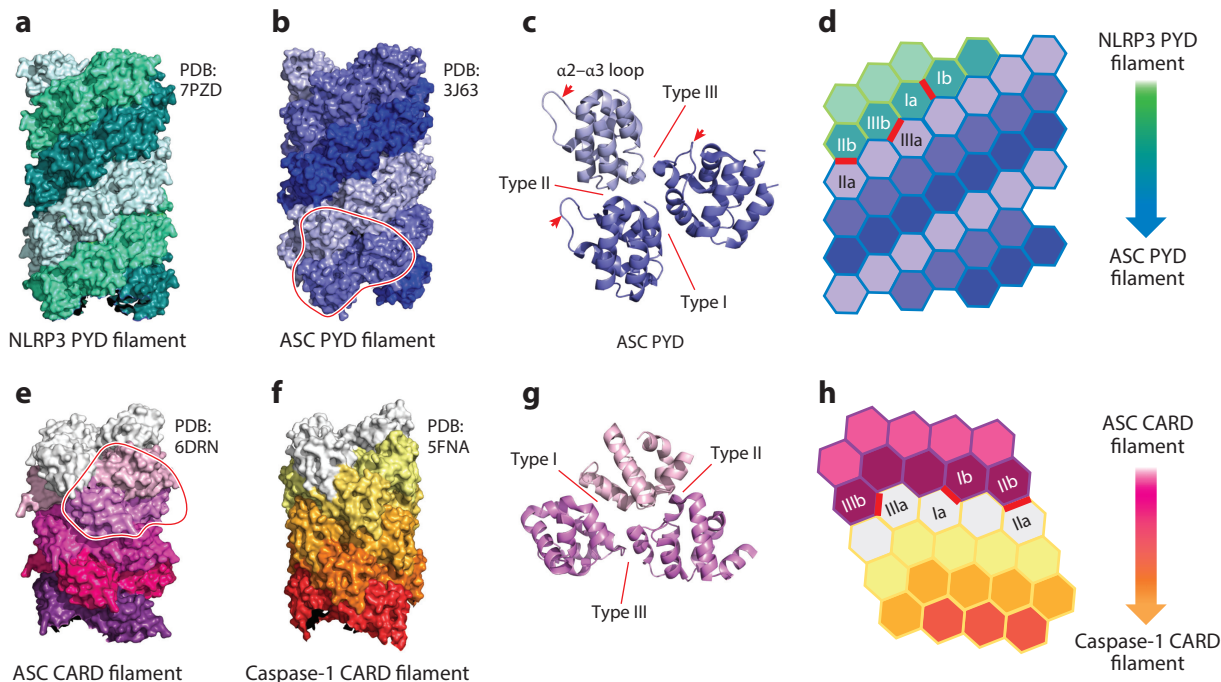 a
PDB:
7PZD
NLRP3 PYD filament
b
PDB:
3J63
ASC PYD filament
c
α2–α3 loop
Type III
Type II
Type I
ASC PYD
d
Ib
Ia
IIIb
IIb
IIIa
IIa
NLRP3 PYD
filament
ASC PYD
filament
e
PDB:
6DRN
ASC CARD filament
f
PDB:
5FNA
Caspase-1 CARD filament
g
Type I
Type II
Type III
h
Ib
IIb
IIIb
IIIa
Ia
IIa
ASC CARD
filament
Caspase-1 CARD
filament